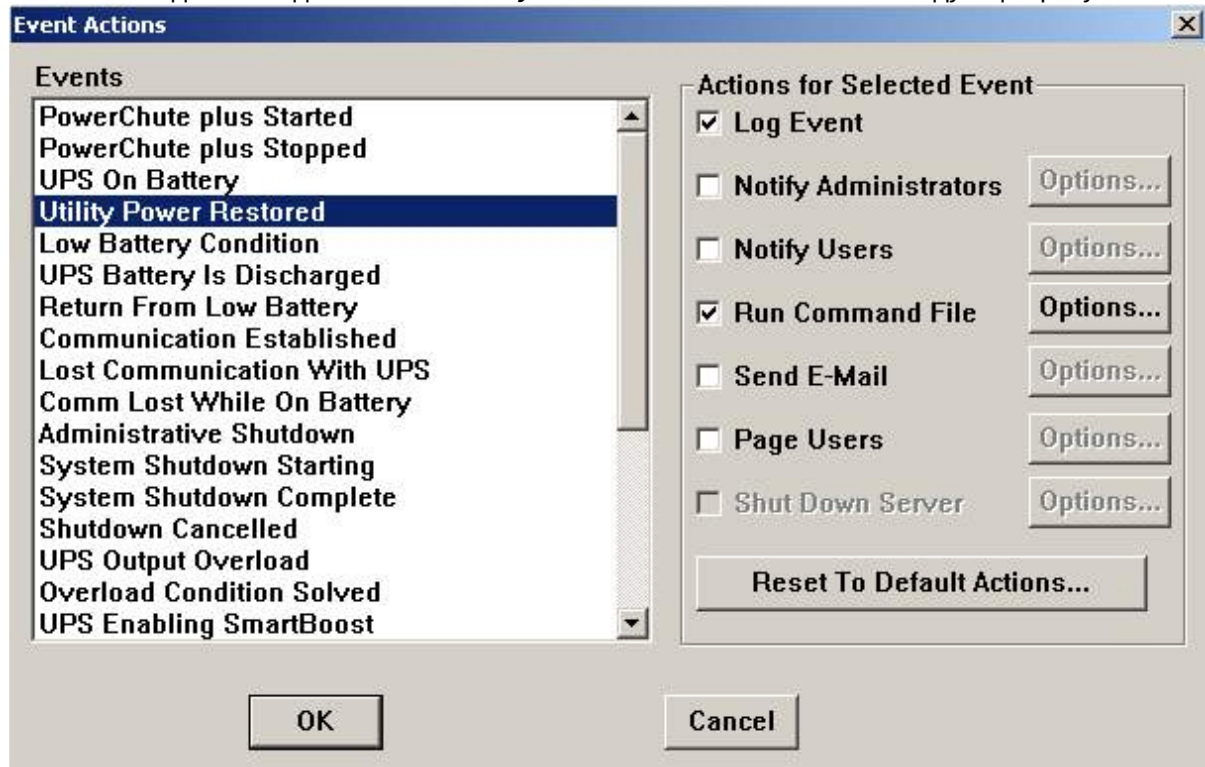 Event Actions
Events
PowerChute plus Started
PowerChute plus Stopped
UPS On Battery
Utility Power Restored
Low Battery Condition
UPS Battery Is Discharged
Return From Low Battery
Communication Established
Lost Communication With UPS
Comm Lost While On Battery
Administrative Shutdown
System Shutdown Starting
System Shutdown Complete
Shutdown Cancelled
UPS Output Overload
Overload Condition Solved
UPS Enabling SmartBoost
Actions for Selected Event
Log Event
Notify Administrators Options...
Notify Users Options...
Run Command File Options...
Send E-Mail Options...
Page Users Options...
Shut Down Server Options...
Reset To Default Actions...
OK Cancel